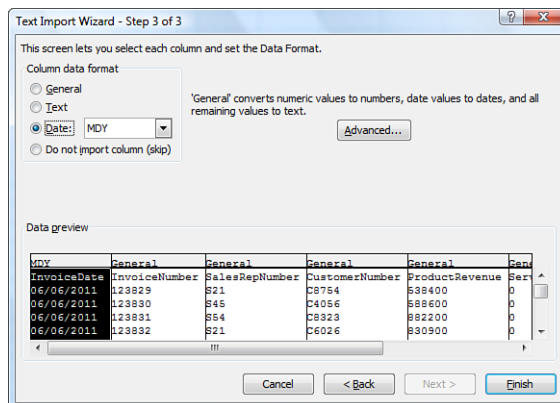 Text Import Wizard - Step 3 of 3
This screen lets you select each column and set the Data Format.
Column data format
General
Text
Date: MDY
Do not import column (skip)
'General' converts numeric values to numbers, date values to dates, and all
remaining values to text.
Advanced...
Data preview
MDY General General General General
InvoiceDate InvoiceNumber SalesRepNumber CustomerNumber ProductRevenue
06/06/2011 123829 S21 C8754 538400 0
06/06/2011 123830 S45 C4056 588600 0
06/06/2011 123831 S54 C8323 882200 0
06/06/2011 123832 S21 C6026 830900 0
Cancel < Back Next > Finish